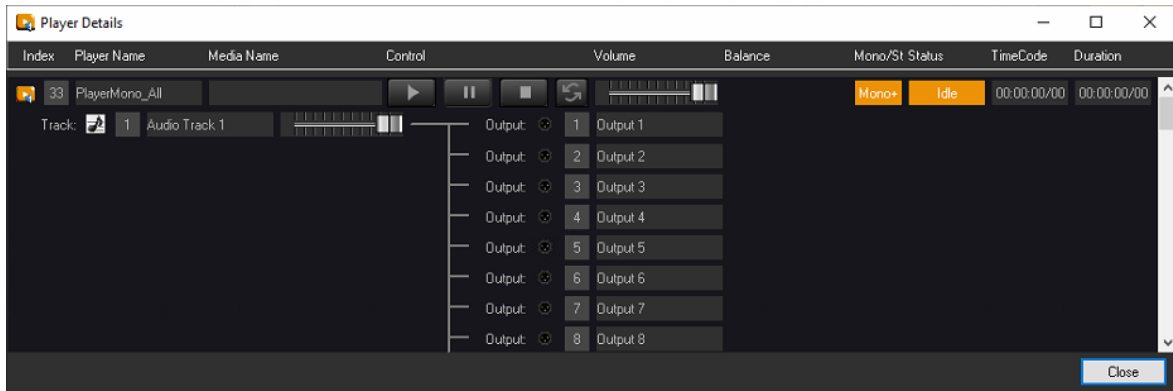 Player Details
Index Player Name Media Name Control Volume Balance Mono/St Status TimeCode Duration
33 PlayerMono_All Mono+ Idle 00:00:00/00 00:00:00/00
Track: 1 Audio Track 1 Output: 1 Output 1
Output: 2 Output 2
Output: 3 Output 3
Output: 4 Output 4
Output: 5 Output 5
Output: 6 Output 6
Output: 7 Output 7
Output: 8 Output 8
Close